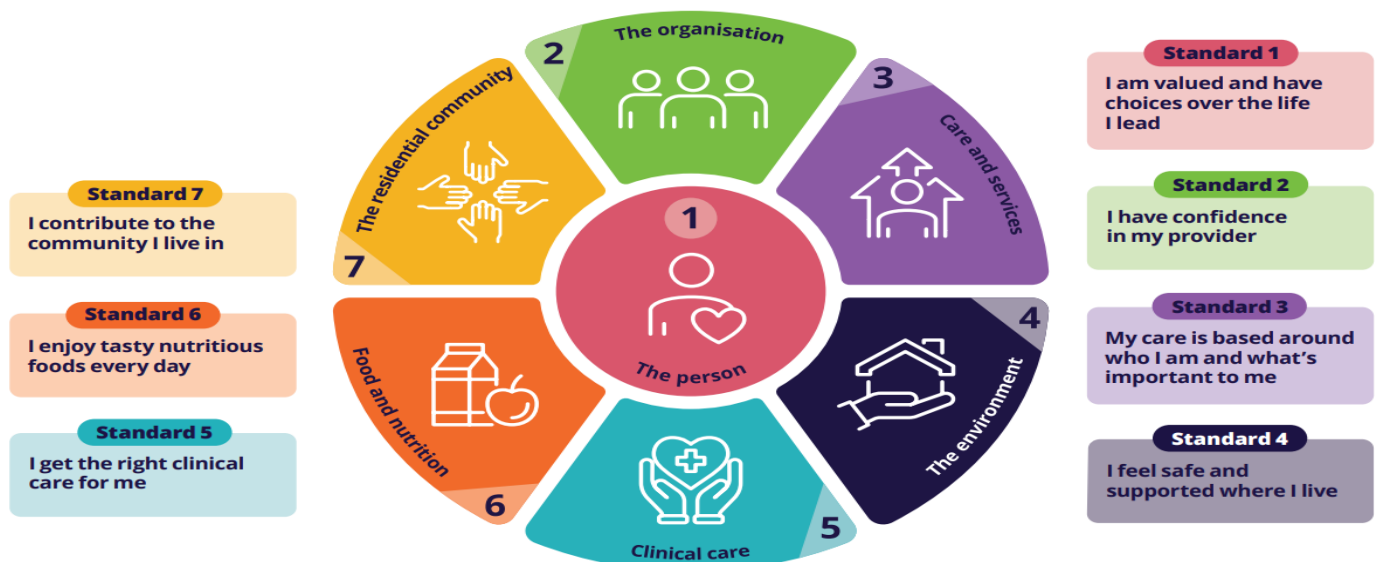 2
The organisation
3
Care and services
4
The environment
5
Clinical care
6
Food and nutrition
7
The residential community
1
The person
Standard 1
I am valued and have
choices over the life
I lead
Standard 2
I have confidence
in my provider
Standard 3
My care is based around
who I am and what's
important to me
Standard 4
I feel safe and
supported where I live
Standard 5
I get the right clinical
care for me
Standard 6
I enjoy tasty nutritious
foods every day
Standard 7
I contribute to the
community I live in